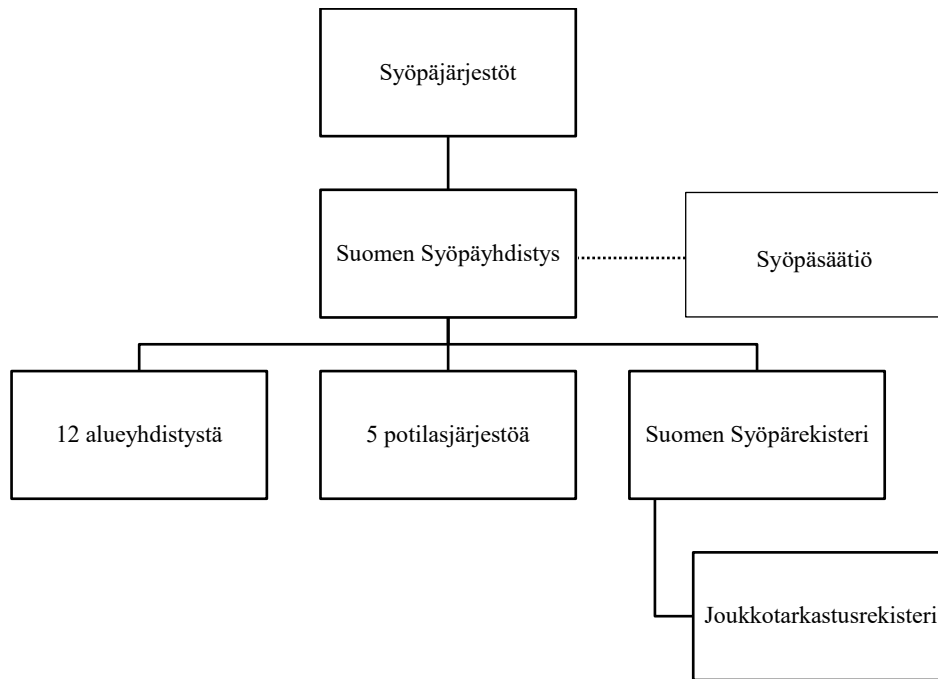 Syöpäjärjestöt
Suomen Syöpäyhdistys
Syöpäsäätiö
12 alueyhdistystä
5 potilasjärjestöä
Suomen Syöpärekisteri
Joukkotarkastusrekisteri